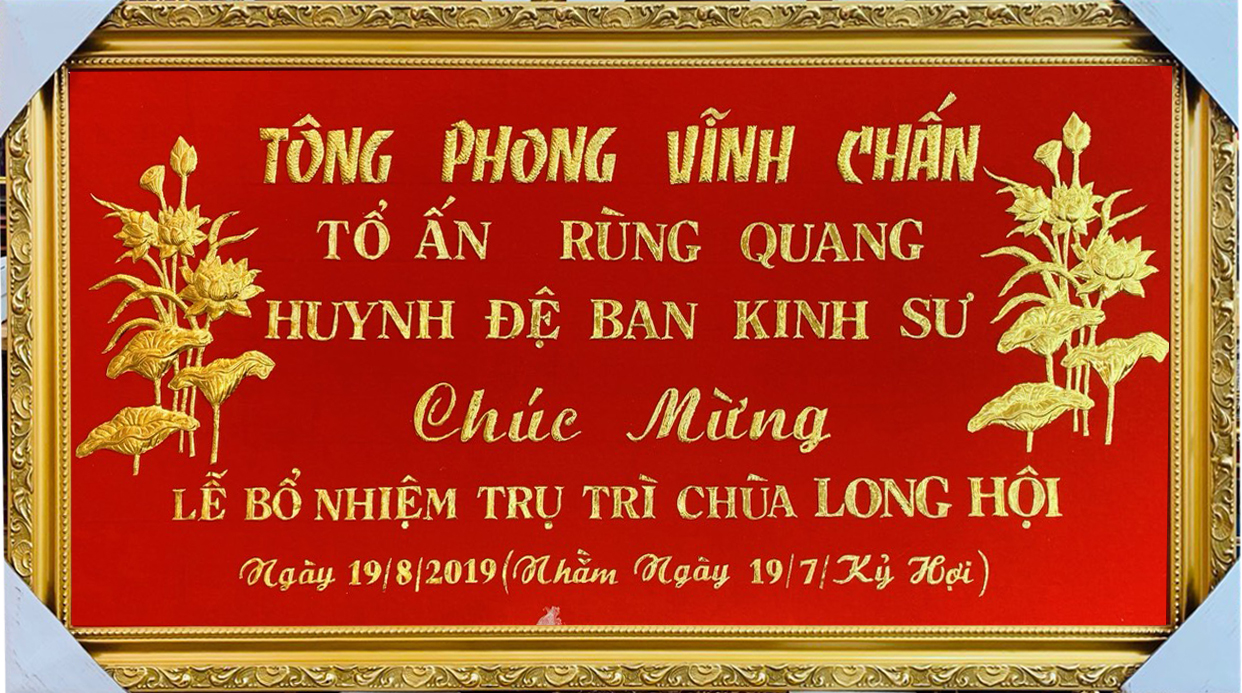 TÔNG PHONG VĨNH CHẤN
TỔ ẤN RÙNG QUANG
HUYNH ĐỆ BAN KINH SƯ
Chúc Mừng
LỄ BỔ NHIỆM TRỤ TRÌ CHÙA LONG HỘI
Ngày 19/8/2019 (Nhằm Ngây 19/7/Kỷ Hợi)